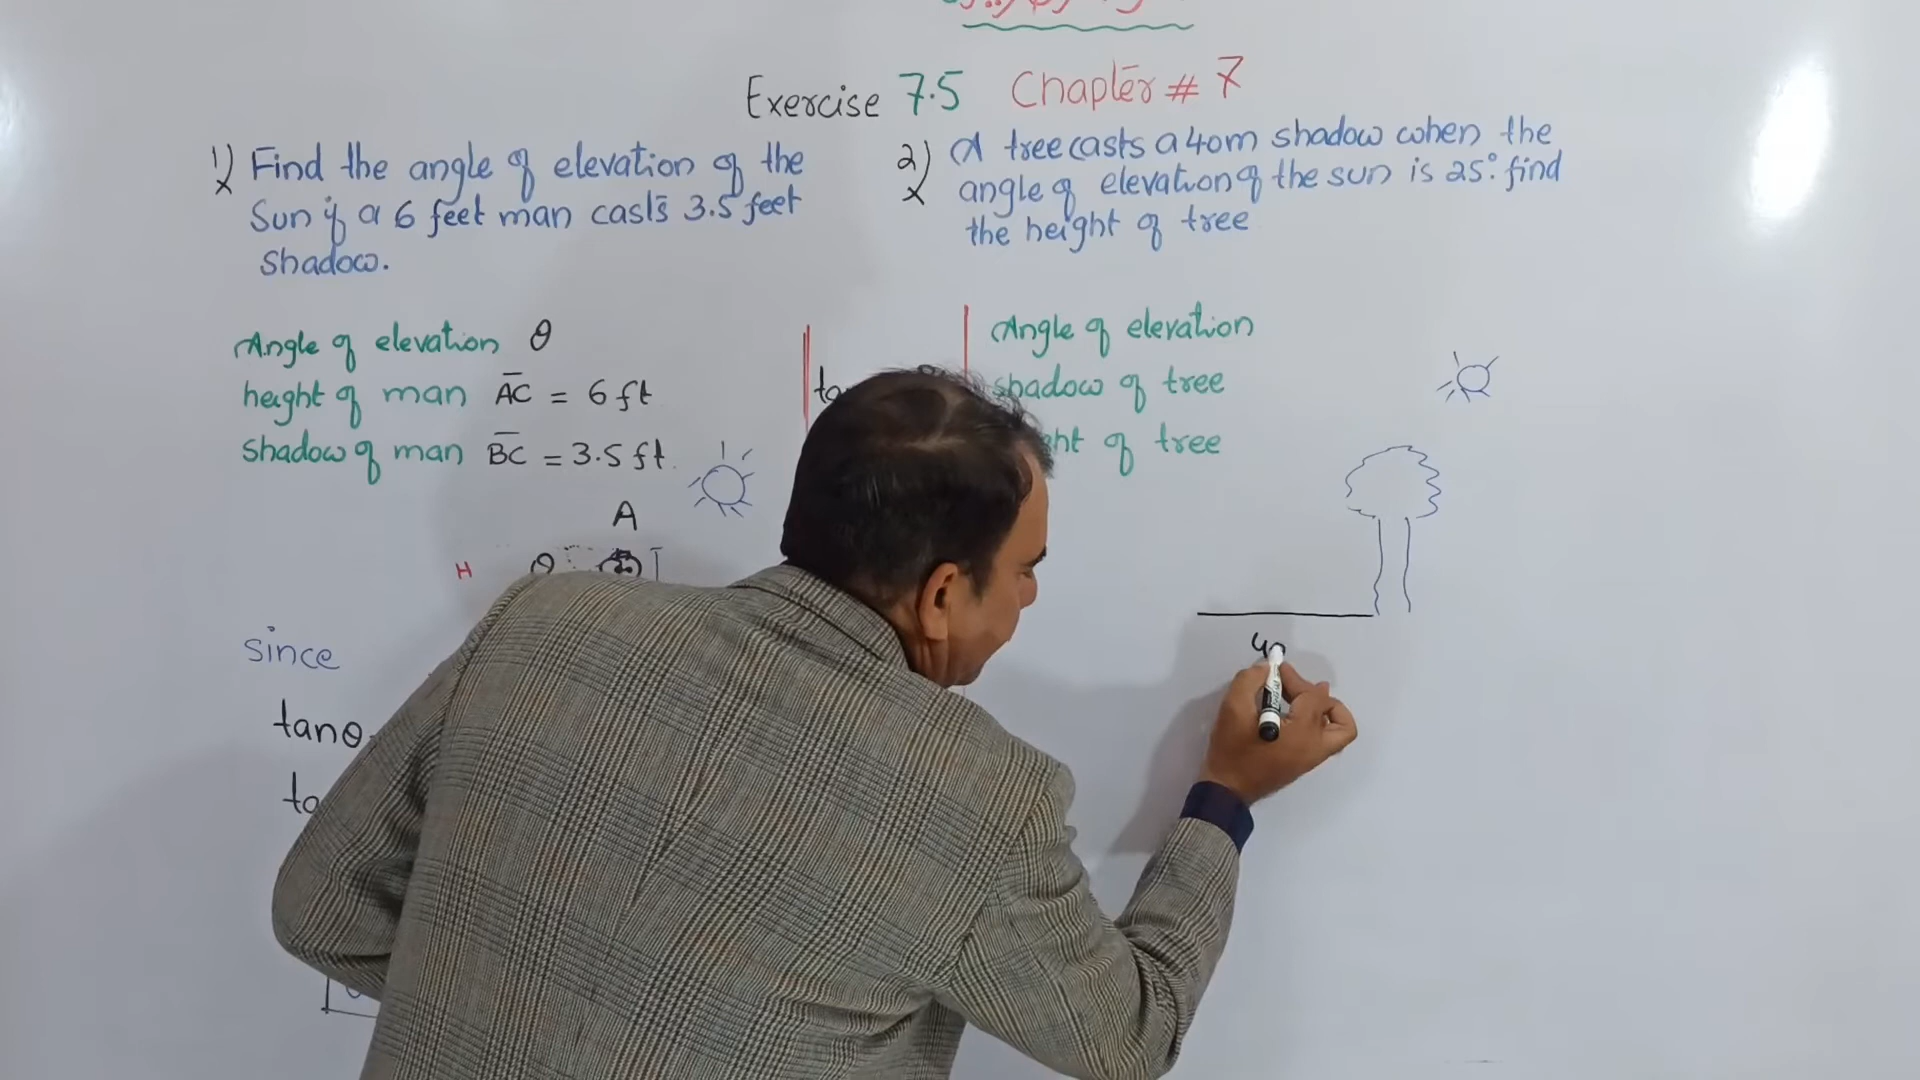 Exercise 7.5 Chapter # 7
1) Find the angle of elevation of the
Sun if a 6 feet man casts 3.5 feet
shadow.
Angle of elevation θ
height of man AC = 6 ft
shadow of man BC = 3.5 ft.
A
H θ
since
tanθ
2) A tree casts a 40m shadow when the
angle of elevation of the sun is 25°. find
the height of tree
Angle of elevation
shadow of tree
of tree